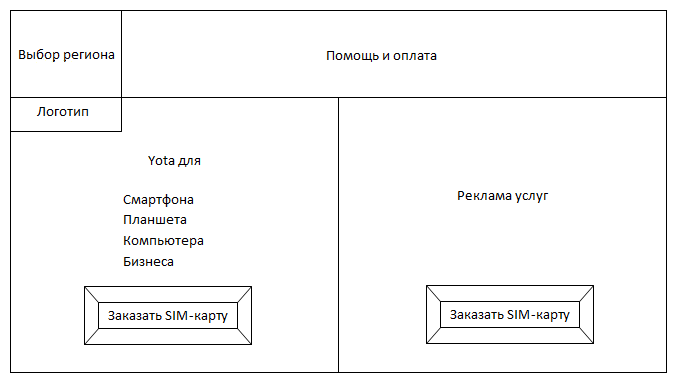 Выбор региона
Помощь и оплата
Логотип
Yota для
Смартфона
Планшета
Компьютера
Бизнеса
Заказать SIM-карту
Реклама услуг
Заказать SIM-карту